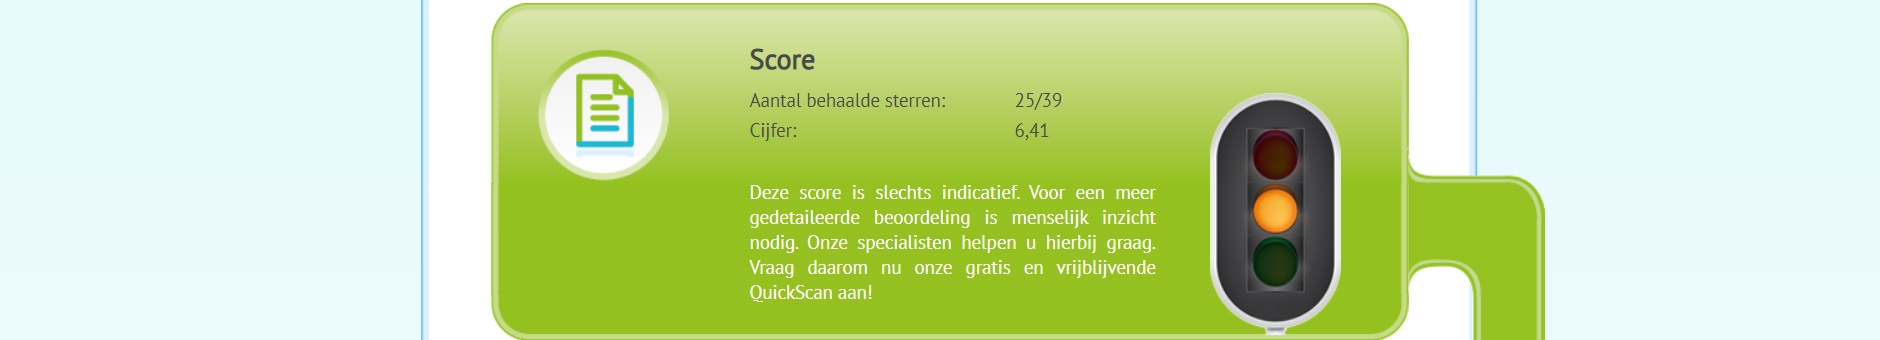 Score
Aantal behaalde sterren: 25/39
Cijfer: 6,41
Deze score is slechts indicatief. Voor een meer
gedetaileerde beoordeling is menselijk inzicht
nodig. Onze specialisten helpen u hierbij graag.
Vraag daarom nu onze gratis en vrijblijvende
QuickScan aan!